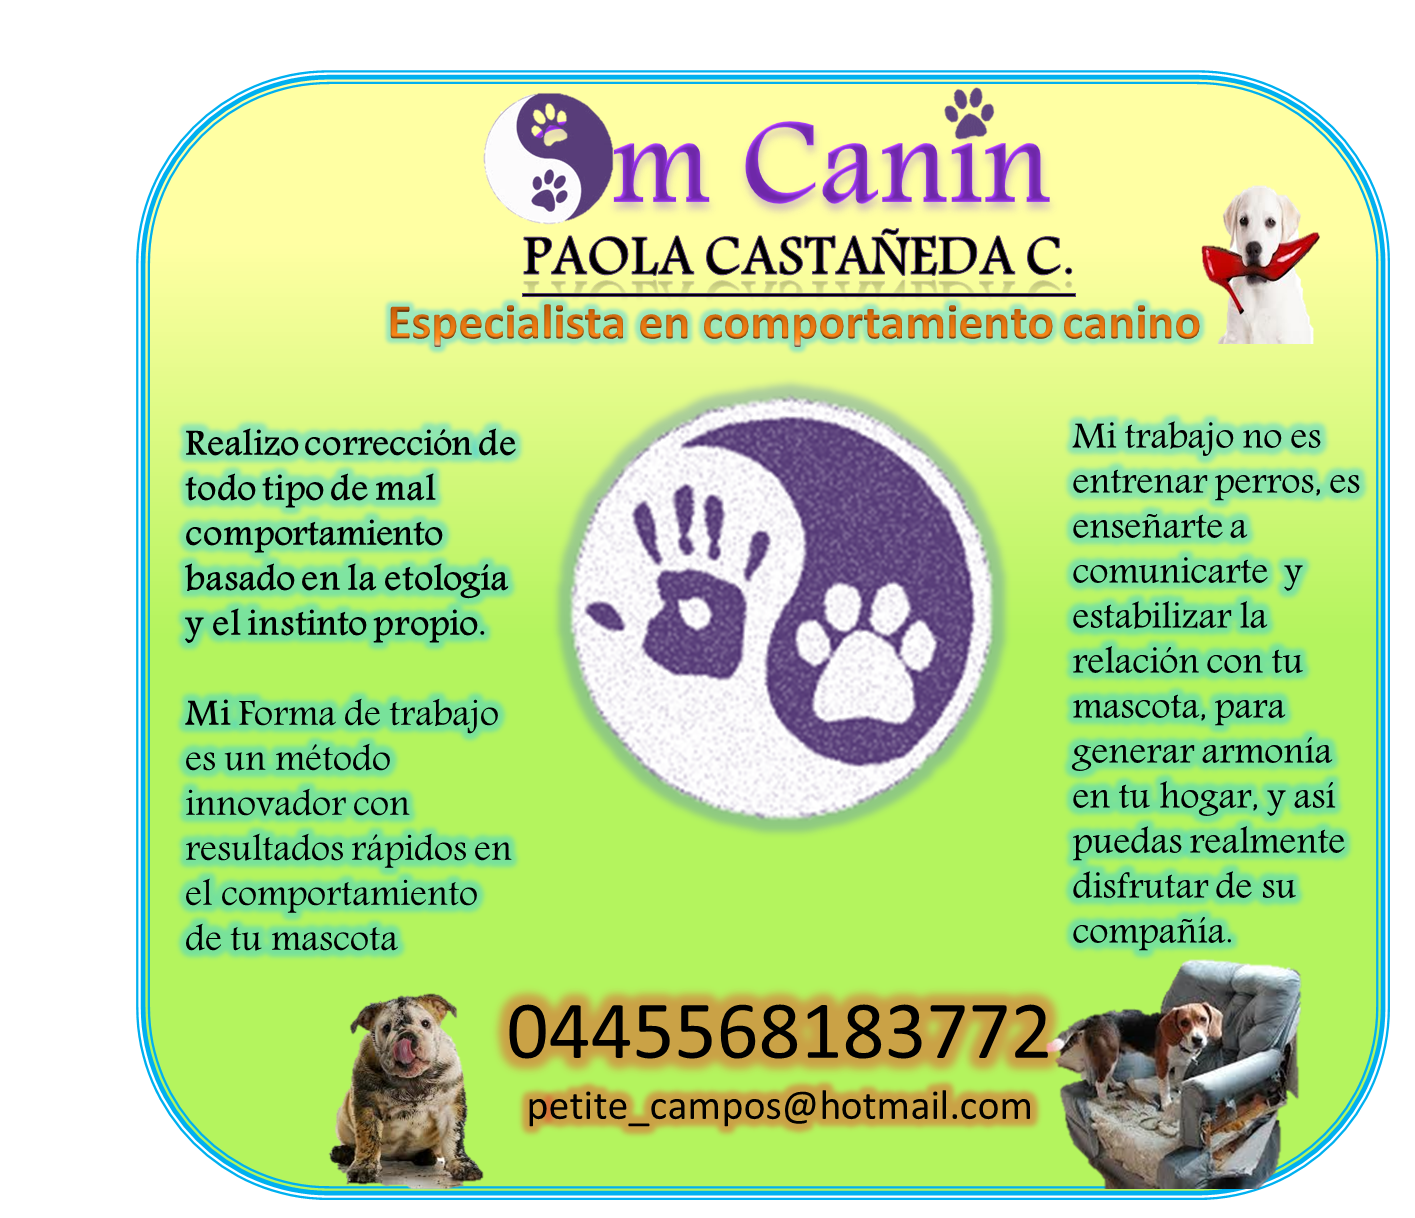 Om Canin
PAOLA CASTAÑEDA C.
Especialista en comportamiento canino
Realizo corrección de
todo tipo de mal
comportamiento
basado en la etología
y el instinto propio.
Mi Forma de trabajo
es un método
innovador con
resultados rápidos en
el comportamiento
de tu mascota
Mi trabajo no es
entrenar perros, es
enseñarte a
comunicarte y
estabilizar la
relación con tu
mascota, para
generar armonía
en tu hogar, y así
puedas realmente
disfrutar de su
compañía.
0445568183772
petite_campos@hotmail.com